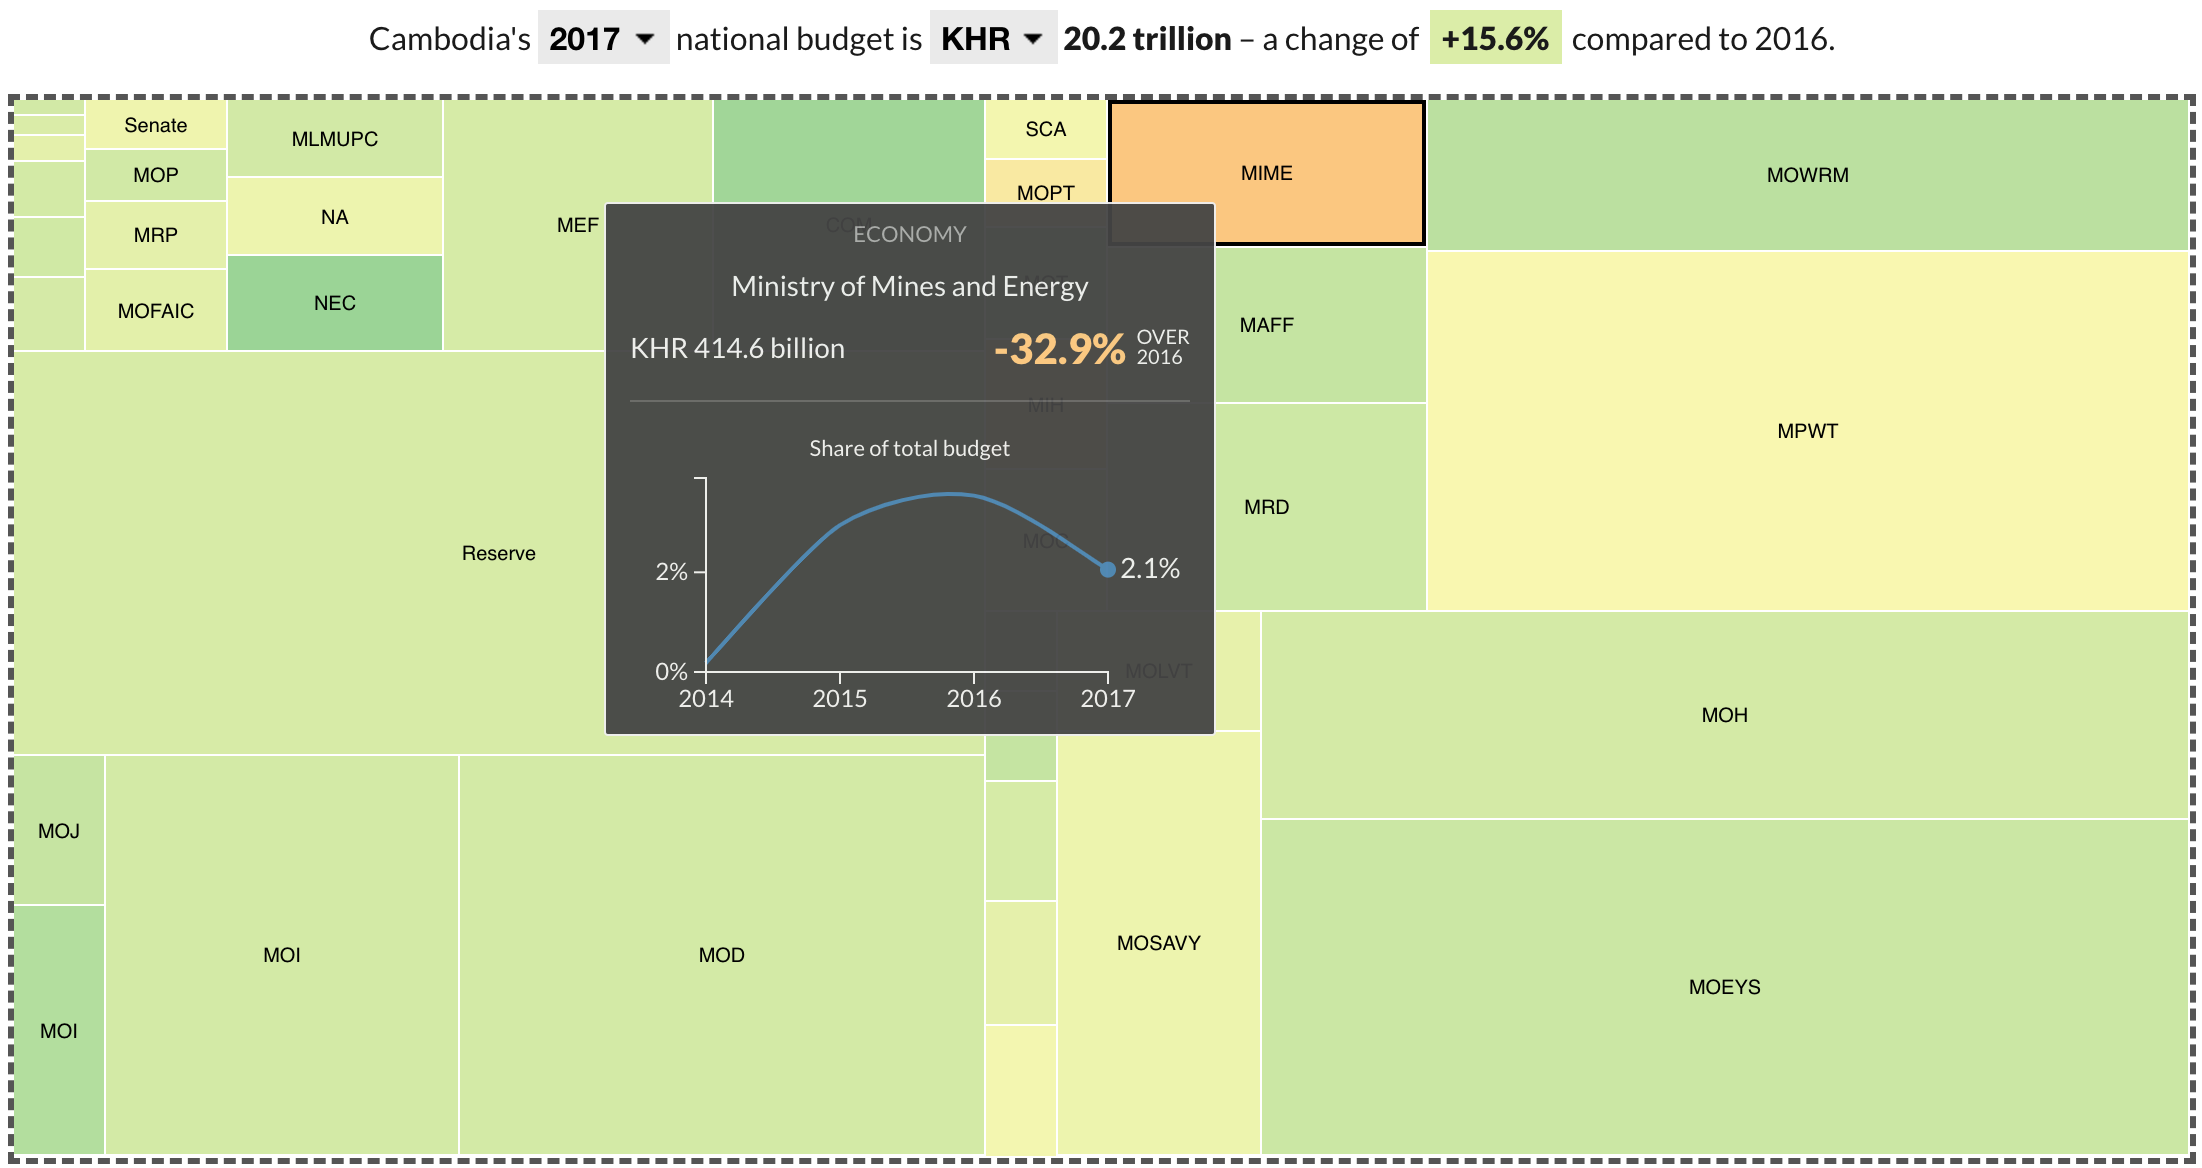 Cambodia's 2017 national budget is KHR 20.2 trillion – a change of +15.6% compared to 2016.
Senate
MLMUPC
SCA
MIME
MOWRM
MOP
NA
MOPT
MRP
MEF
COM
NEC
MOFAIC
ECONOMY
Ministry of Mines and Energy
KHR 414.6 billion
-32.9% OVER 2016
MIH
Share of total budget
2%
0%
2014 2015 2016 2017
2.1%
MAFF
MPWT
MRD
Reserve
MOLVT
MOH
MOJ
MOI
MOI
MOD
MOSAVY
MOEYS